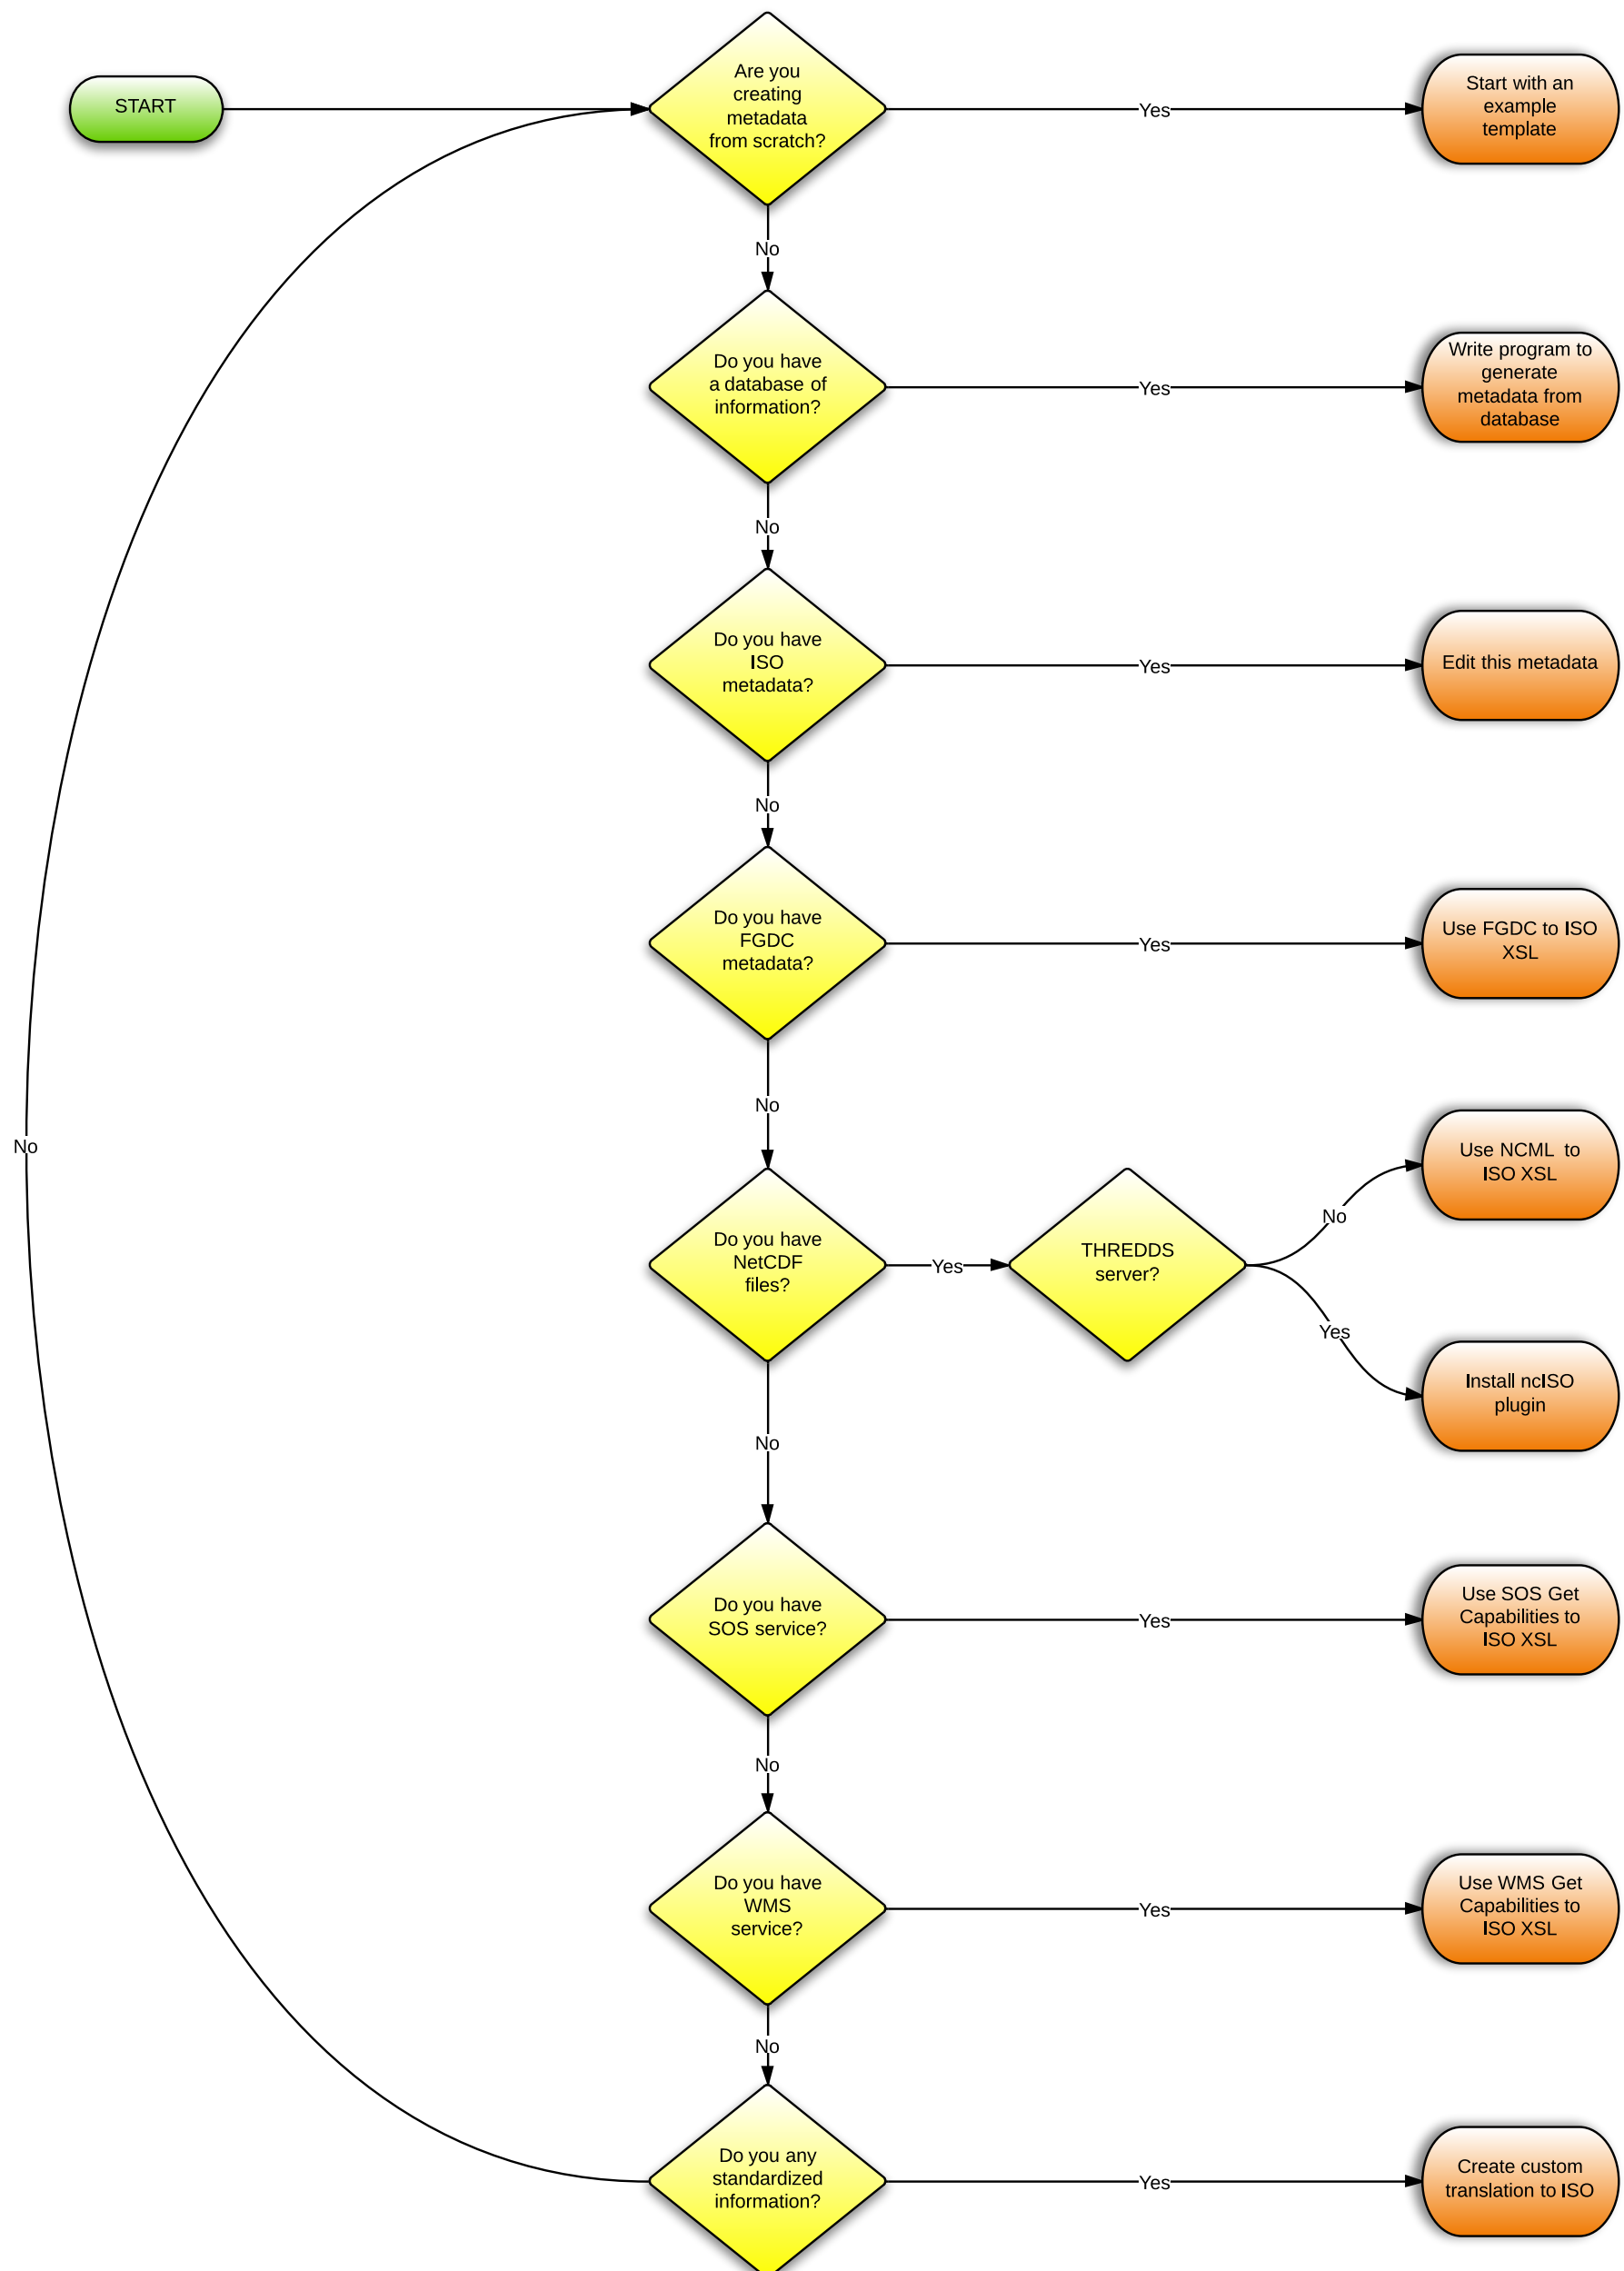 START
Are you
creating
metadata
from scratch?
Yes
Start with an
example
template
No
Do you have
a database of
information?
Yes
Write program to
generate
metadata from
database
No
Do you have
ISO
metadata?
Yes
Edit this metadata
No
Do you have
FGDC
metadata?
Yes
Use FGDC to ISO
XSL
No
No
Do you have
NetCDF
files?
Yes
THREDDS
server?
No
Use NCML to
ISO XSL
Yes
Install ncISO
plugin
No
Do you have
SOS service?
Yes
Use SOS Get
Capabilities to
ISO XSL
No
Do you have
WMS
service?
Yes
Use WMS Get
Capabilities to
ISO XSL
No
Do you any
standardized
information?
Yes
Create custom
translation to ISO